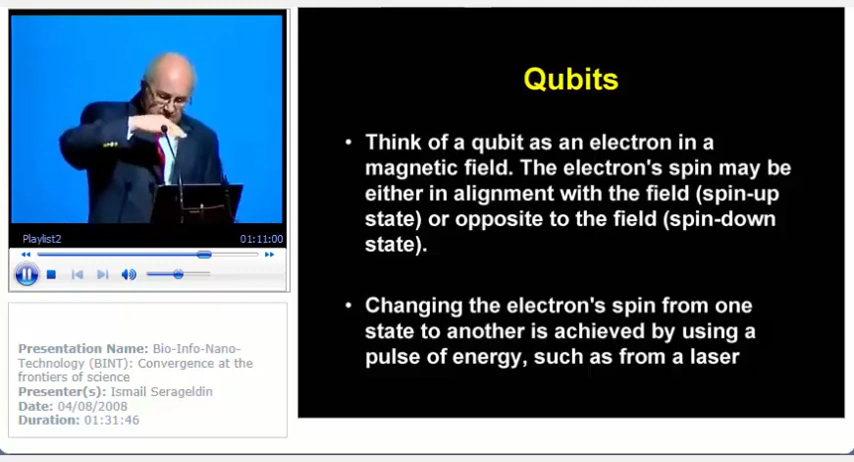 Playlist2
01:11:00
Presentation Name: Bio-Info-Nano-
Technology (BINT): Convergence at the
frontiers of science
Presenter(s): Ismail Serageldin
Date: 04/08/2008
Duration: 01:31:46
Qubits
• Think of a qubit as an electron in a
magnetic field. The electron's spin may be
either in alignment with the field (spin-up
state) or opposite to the field (spin-down
state).
• Changing the electron's spin from one
state to another is achieved by using a
pulse of energy, such as from a laser